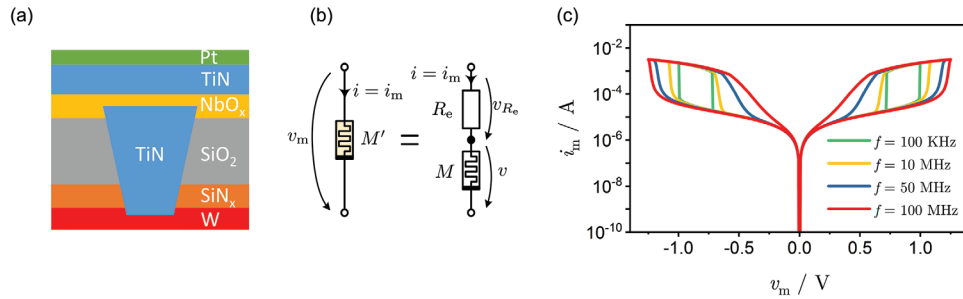 (a)
Pt
TiN
NbOx
TiN
SiO2
SiNx
W
(b)
i = im
vm
M′
=
i = im
Re
vRe
M
v
(c)
im / A
10⁻²
10⁻⁴
10⁻⁶
10⁻⁸
10⁻¹⁰
f = 100 KHz
f = 10 MHz
f = 50 MHz
f = 100 MHz
-1.0 -0.5 0.0 0.5 1.0
vm / V